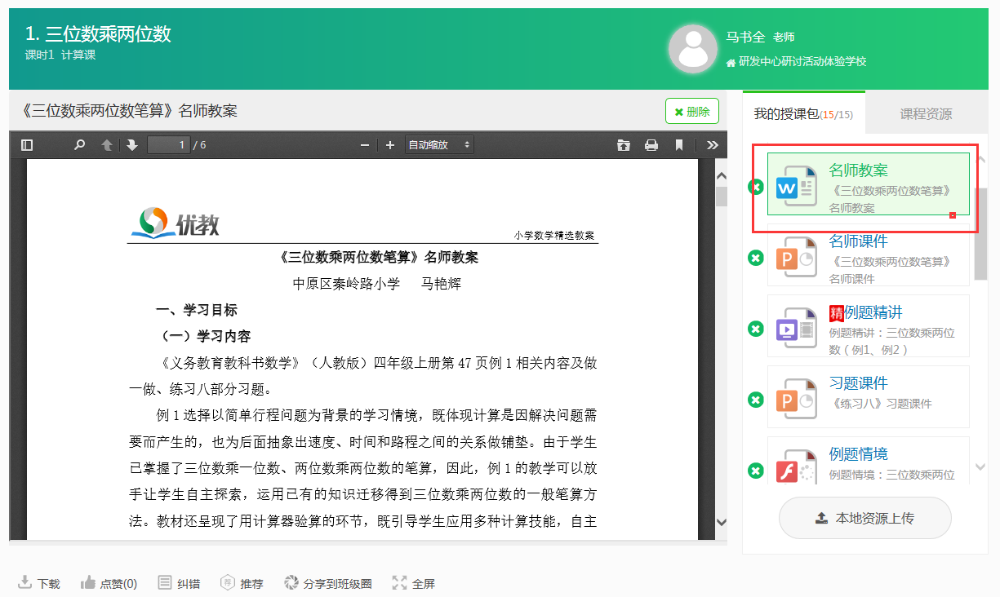 1. 三位数乘两位数
课时1 计算课
马书全 老师
研发中心研讨活动体验学校
《三位数乘两位数笔算》名师教案
删除
1 / 6
自动缩放
优教
小学数学精选教案
《三位数乘两位数笔算》名师教案
中原区秦岭路小学 马艳辉
一、学习目标
（一）学习内容
《义务教育教科书数学》（人教版）四年级上册第 47 页例 1 相关内容及做
一做、练习八部分习题。
例 1 选择以简单行程问题为背景的学习情境，既体现计算是因解决问题需
要而产生的，也为后面抽象出速度、时间和路程之间的关系做铺垫。由于学生
已掌握了三位数乘一位数、两位数乘两位数的笔算，因此，例 1 的教学可以放
手让学生自主探索，运用已有的知识迁移得到三位数乘两位数的一般笔算方
法。教材还呈现了用计算器验算的环节，既引导学生应用多种计算技能，自主
我的授课包(15/15)
课程资源
W
名师教案
《三位数乘两位数笔算》
名师教案
P
名师课件
《三位数乘两位数笔算》
名师课件
精例题精讲
例题精讲：三位数乘两位
数（例1、例2）
P
习题课件
《练习八》习题课件
例题情境
例题情境：三位数乘两位
本地资源上传
下载
点赞(0)
纠错
荐 推荐
分享到班级圈
全屏